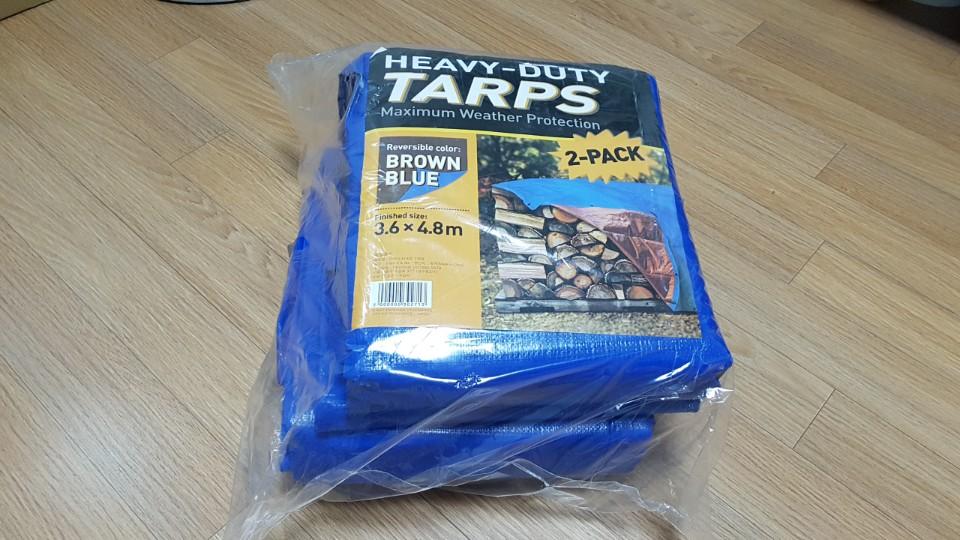 HEAVY-DUTY
TARPS
Maximum Weather Protection
2-PACK
Reversible color:
BROWN
BLUE
Finished size:
3.6 × 4.8m